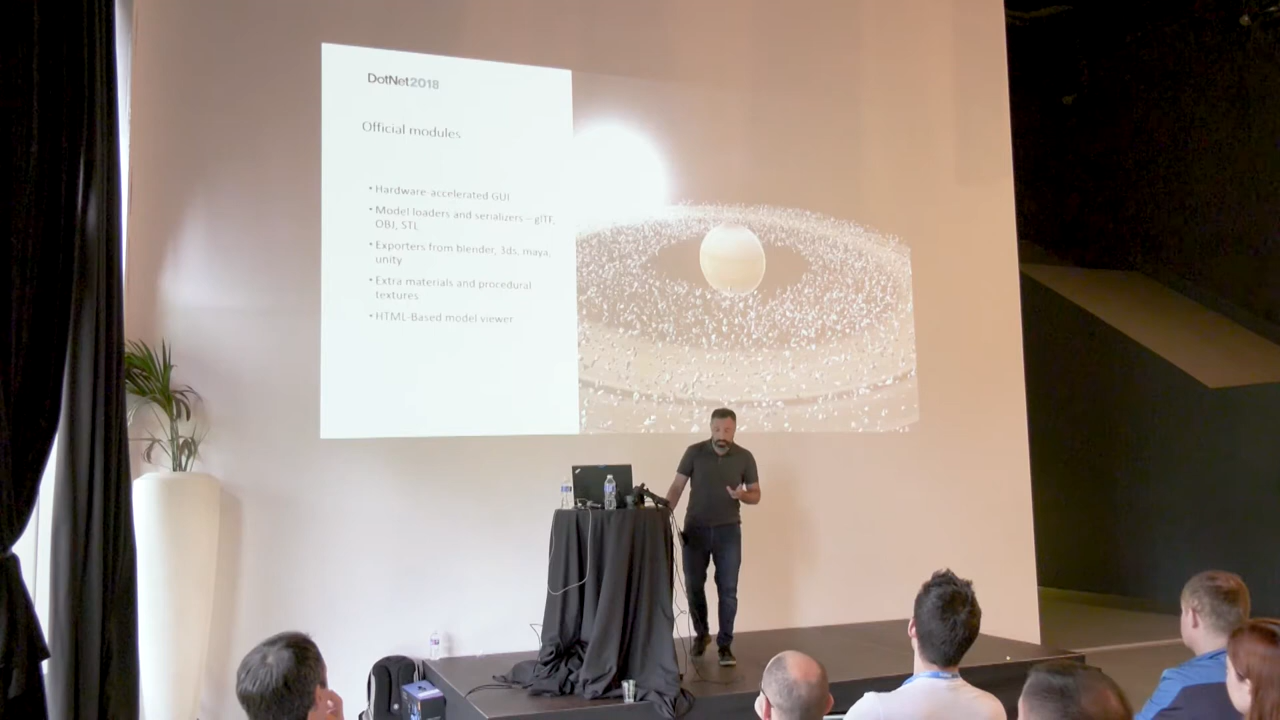 DotNet2018
Official modules
• Hardware-accelerated GUI
• Model loaders and serializers – glTF,
OBJ, STL
• Exporters from blender, 3ds, maya,
unity
• Extra materials and procedural
textures
• HTML-Based model viewer